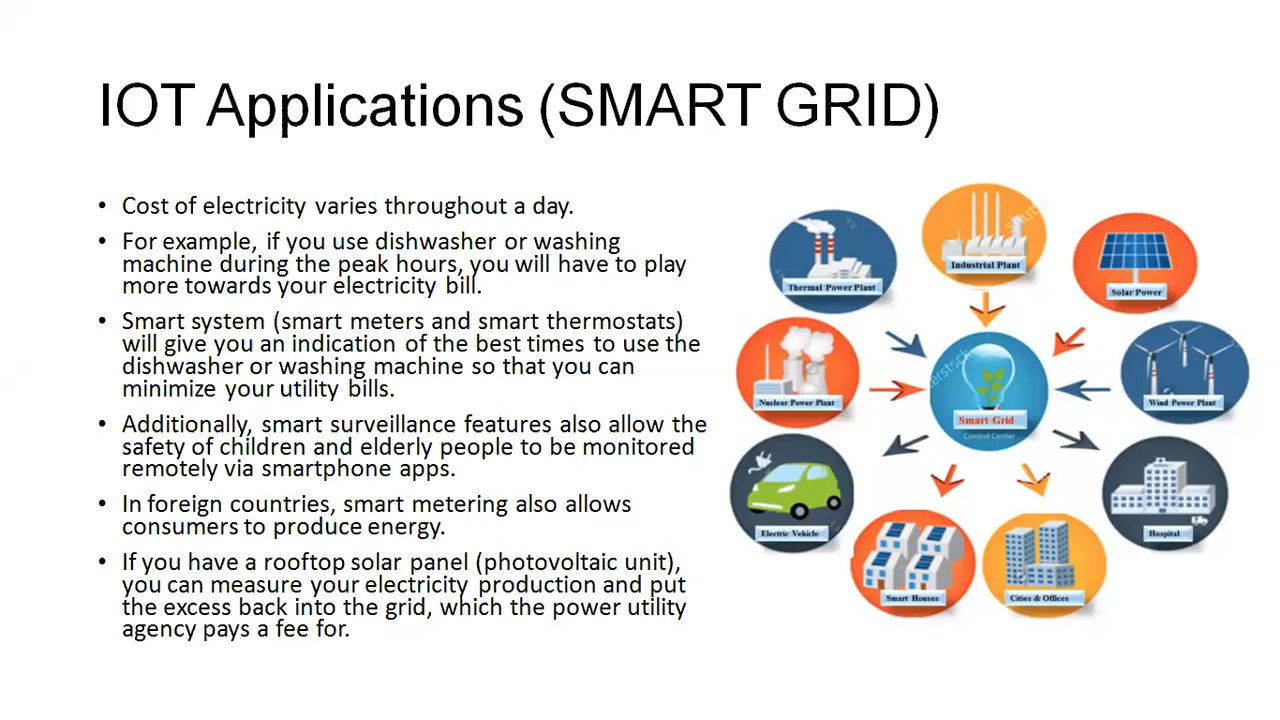 IOT Applications (SMART GRID)
• Cost of electricity varies throughout a day.
• For example, if you use dishwasher or washing
machine during the peak hours, you will have to play
more towards your electricity bill.
• Smart system (smart meters and smart thermostats)
will give you an indication of the best times to use the
dishwasher or washing machine so that you can
minimize your utility bills.
• Additionally, smart surveillance features also allow the
safety of children and elderly people to be monitored
remotely via smartphone apps.
• In foreign countries, smart metering also allows
consumers to produce energy.
• If you have a rooftop solar panel (photovoltaic unit),
you can measure your electricity production and put
the excess back into the grid, which the power utility
agency pays a fee for.
Industrial Plant
Thermal Power Plant
Solar Power
Nuclear Power Plant
Wind Power Plant
Smart Grid
Control Center
Electric Vehicle
Hospital
Smart Houses
Cities & Offices